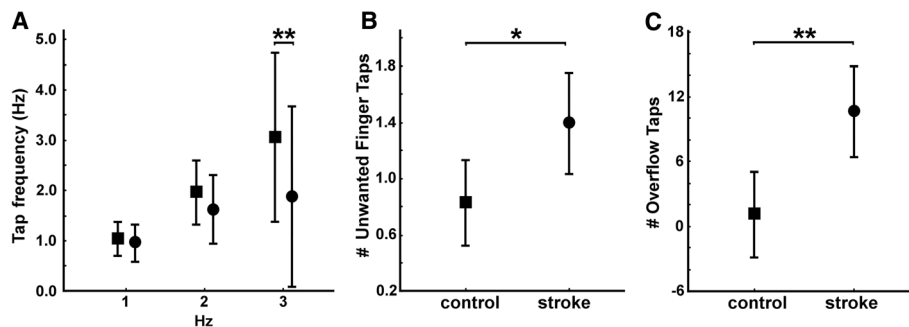 A
Tap frequency (Hz)
5.0
4.0
3.0
2.0
1.0
0.0
**
1 2 3
Hz
B
# Unwanted Finger Taps
1.8
1.4
1.0
0.6
0.2
*
control stroke
C
# Overflow Taps
18
12
6
0
-6
**
control stroke